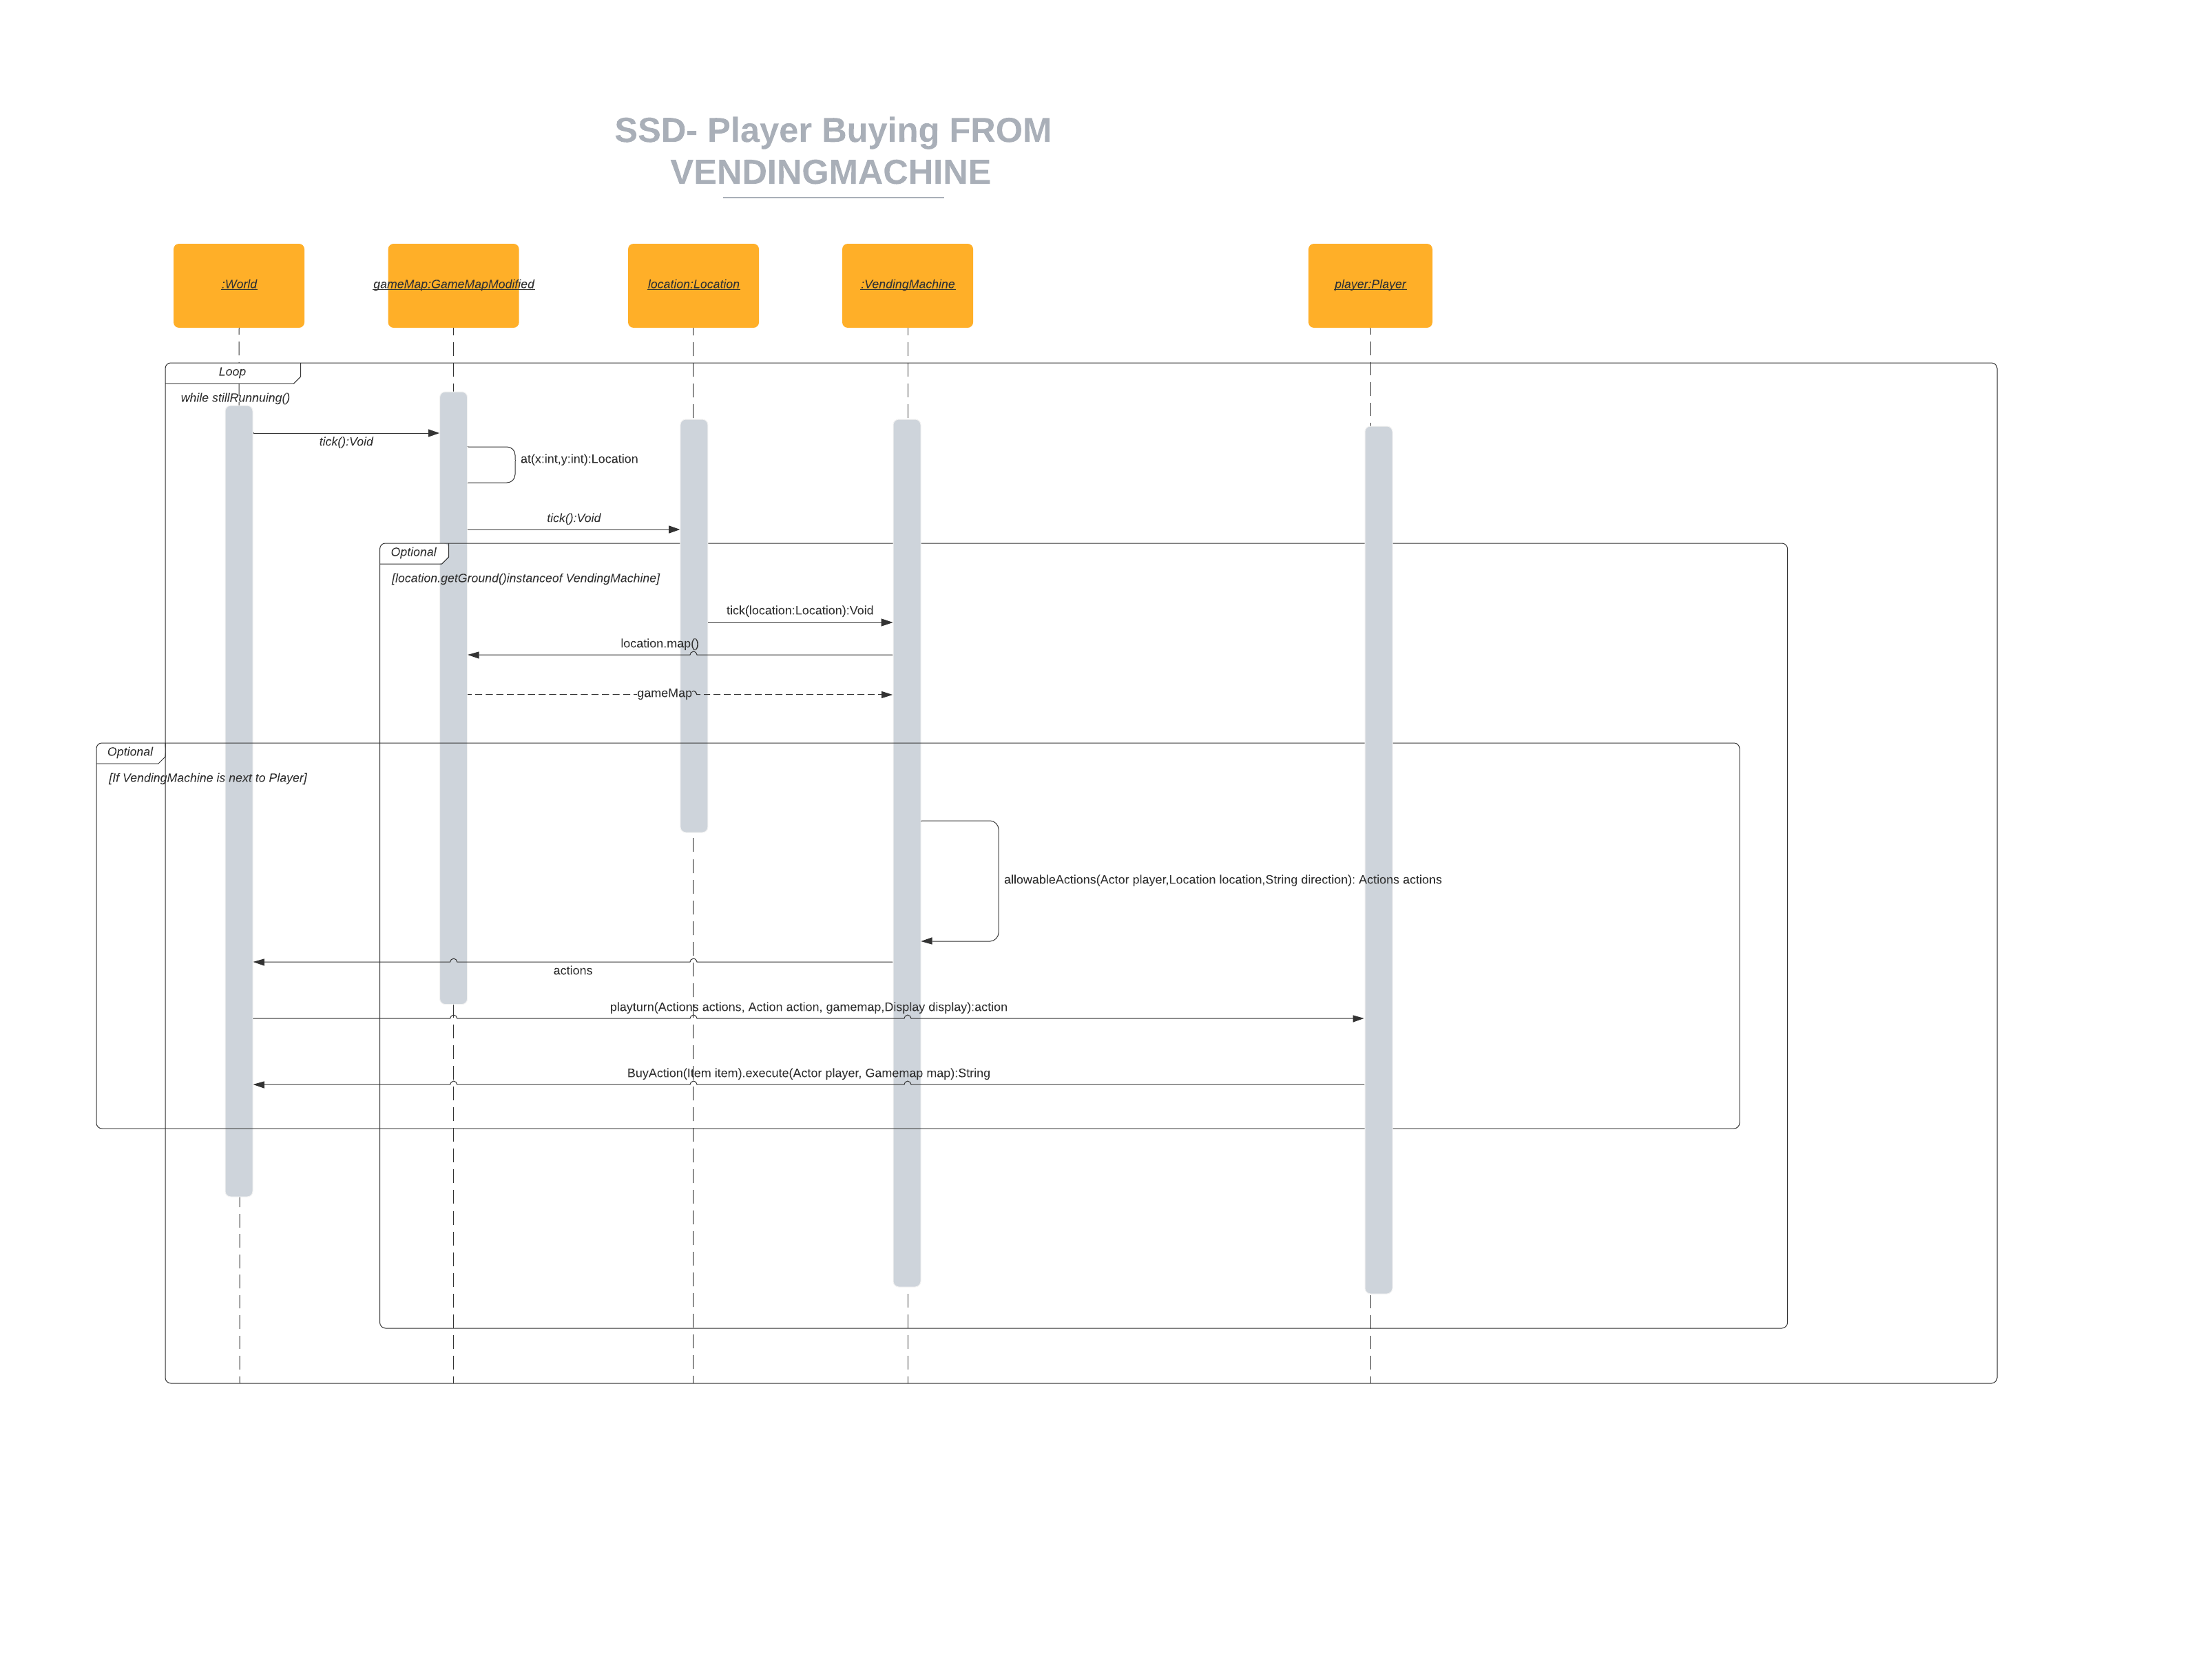 SSD- Player Buying FROM
VENDINGMACHINE
:World
gameMap:GameMapModified
location:Location
:VendingMachine
player:Player
Loop
while stillRunnuing()
tick():Void
at(x:int,y:int):Location
tick():Void
Optional
[location.getGround()instanceof VendingMachine]
tick(location:Location):Void
location.map()
gameMap
Optional
[If VendingMachine is next to Player]
allowableActions(Actor player,Location location,String direction): Actions actions
actions
playturn(Actions actions, Action action, gamemap,Display display):action
BuyAction(Item item).execute(Actor player, Gamemap map):String